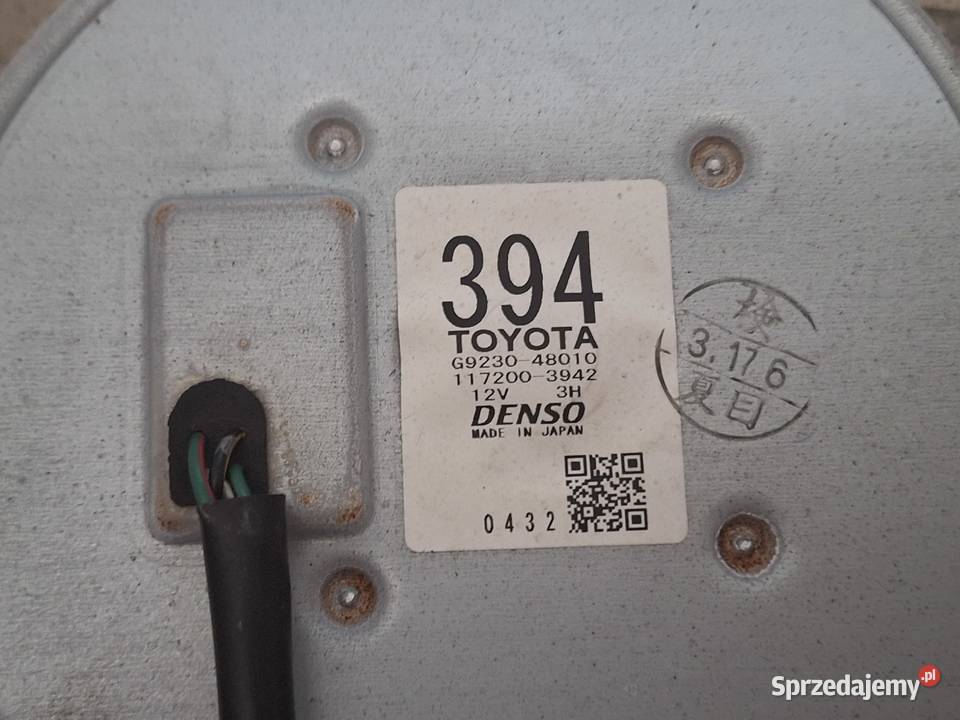 394
TOYOTA
G9230-48010
117200-3942
12V 3H
DENSO
MADE IN JAPAN
0432
検
3.17.6
夏日
Sprzedajemy.pl